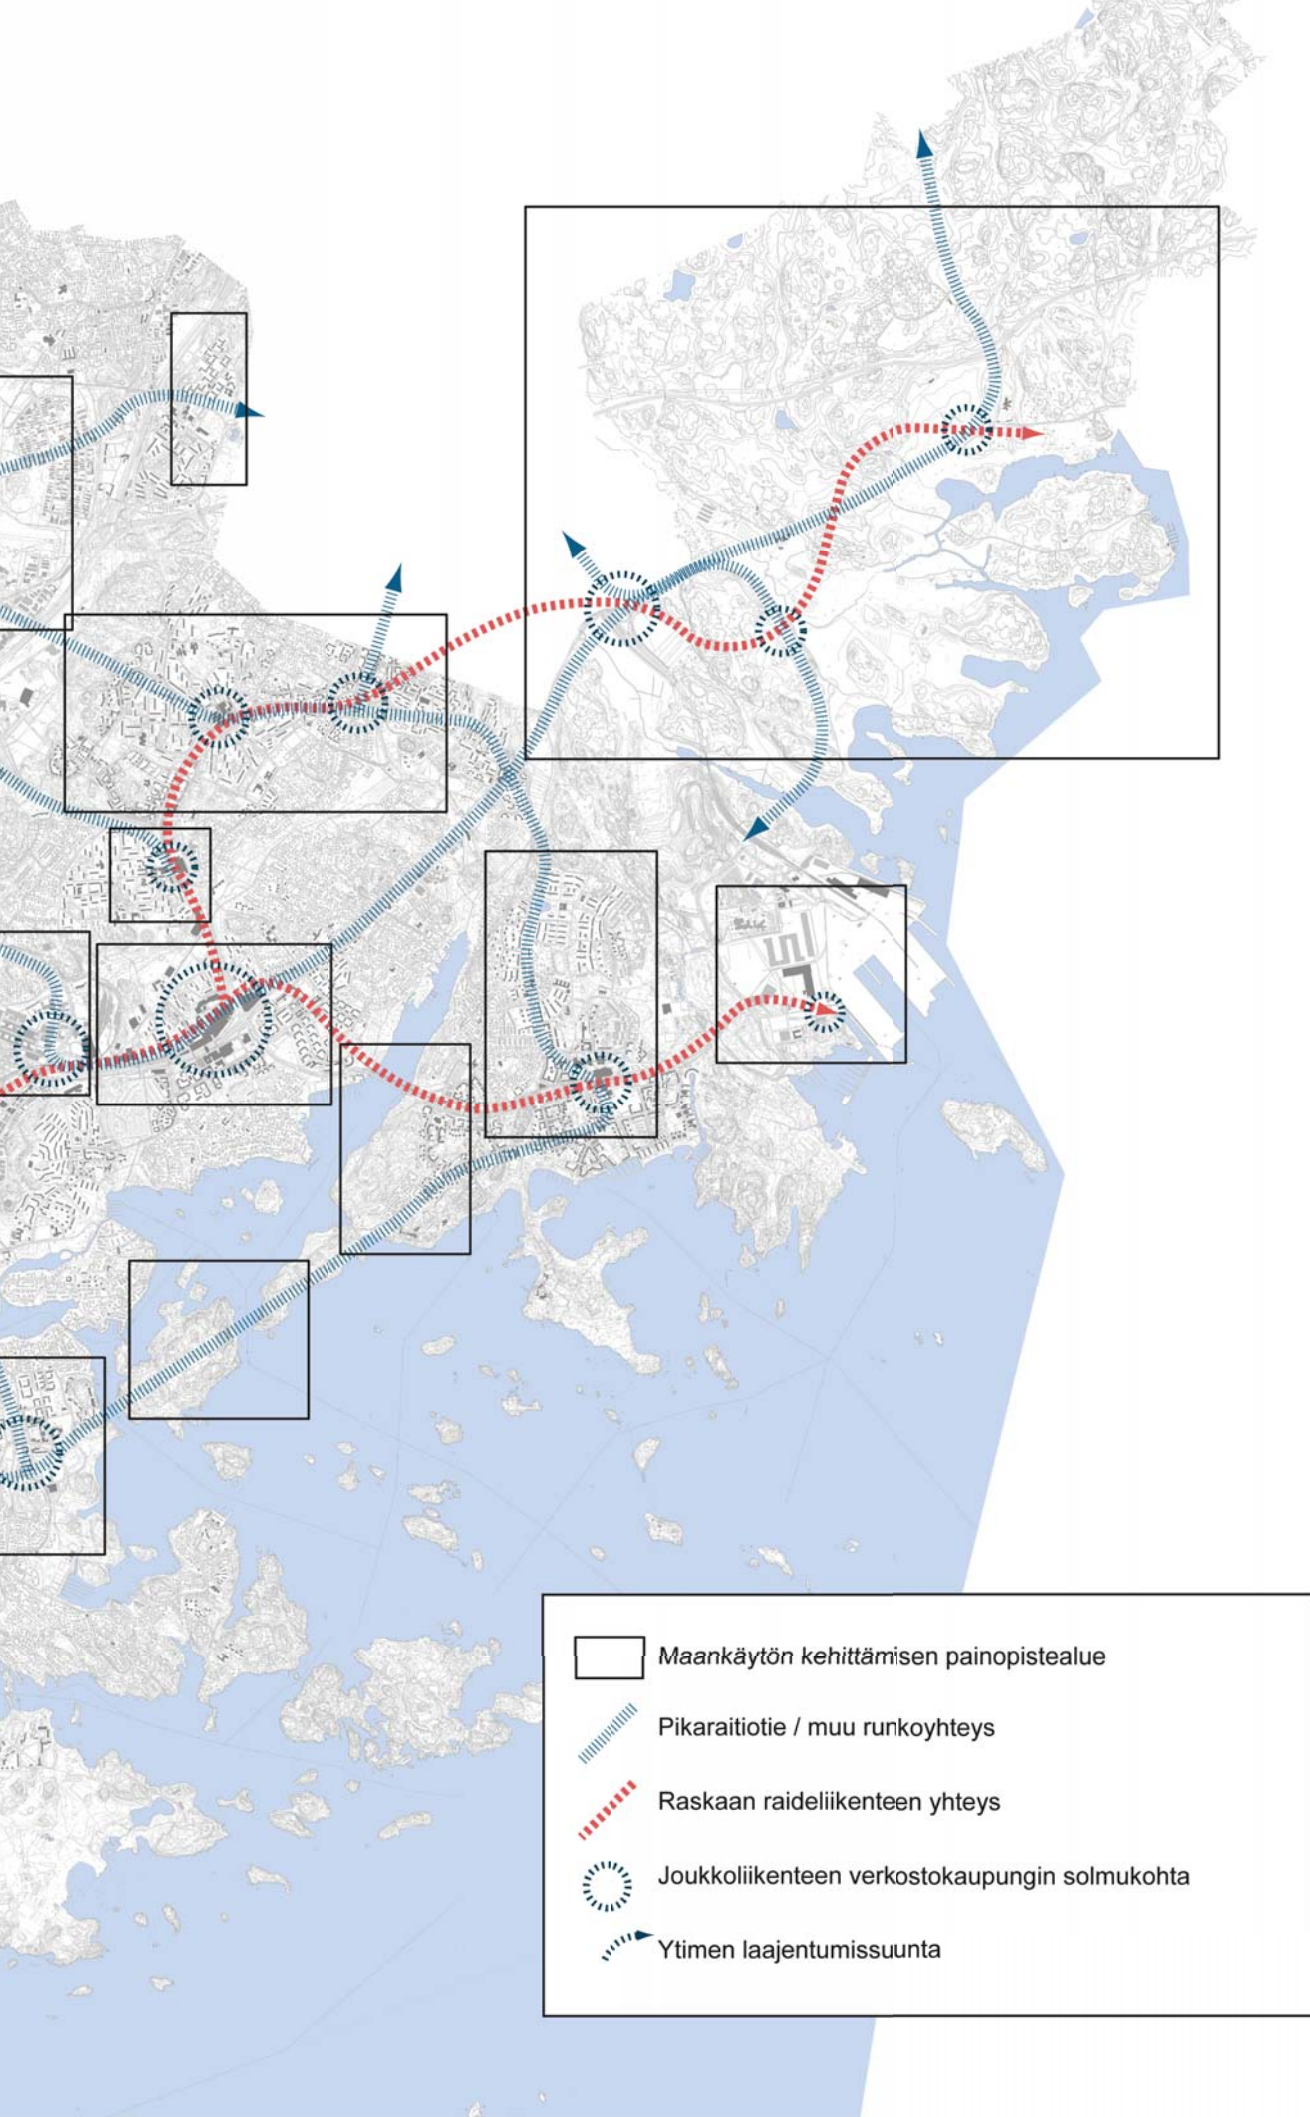 Maankäytön kehittämisen painopistealue
Pikaraitiotie / muu runkoyhteys
Raskaan raideliikenteen yhteys
Joukkoliikenteen verkostokaupungin solmukohta
Ytimen laajentumissuunta